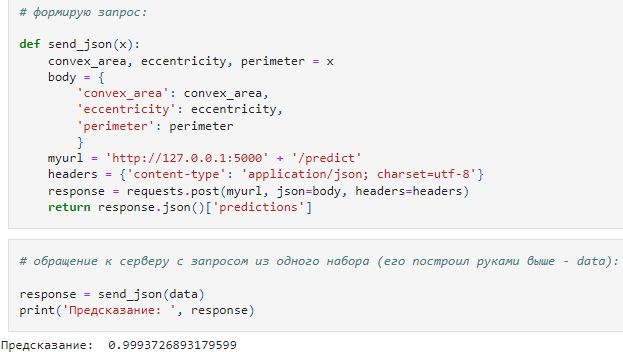 # формирую запрос:
def send_json(x):
    convex_area, eccentricity, perimeter = x
    body = {
        'convex_area': convex_area,
        'eccentricity': eccentricity,
        'perimeter': perimeter
        }
    myurl = 'http://127.0.0.1:5000' + '/predict'
    headers = {'content-type': 'application/json; charset=utf-8'}
    response = requests.post(myurl, json=body, headers=headers)
    return response.json()['predictions']
# обращение к серверу с запросом из одного набора (его построил руками выше - data):
response = send_json(data)
print('Предсказание: ', response)
Предсказание:  0.9993726893179599